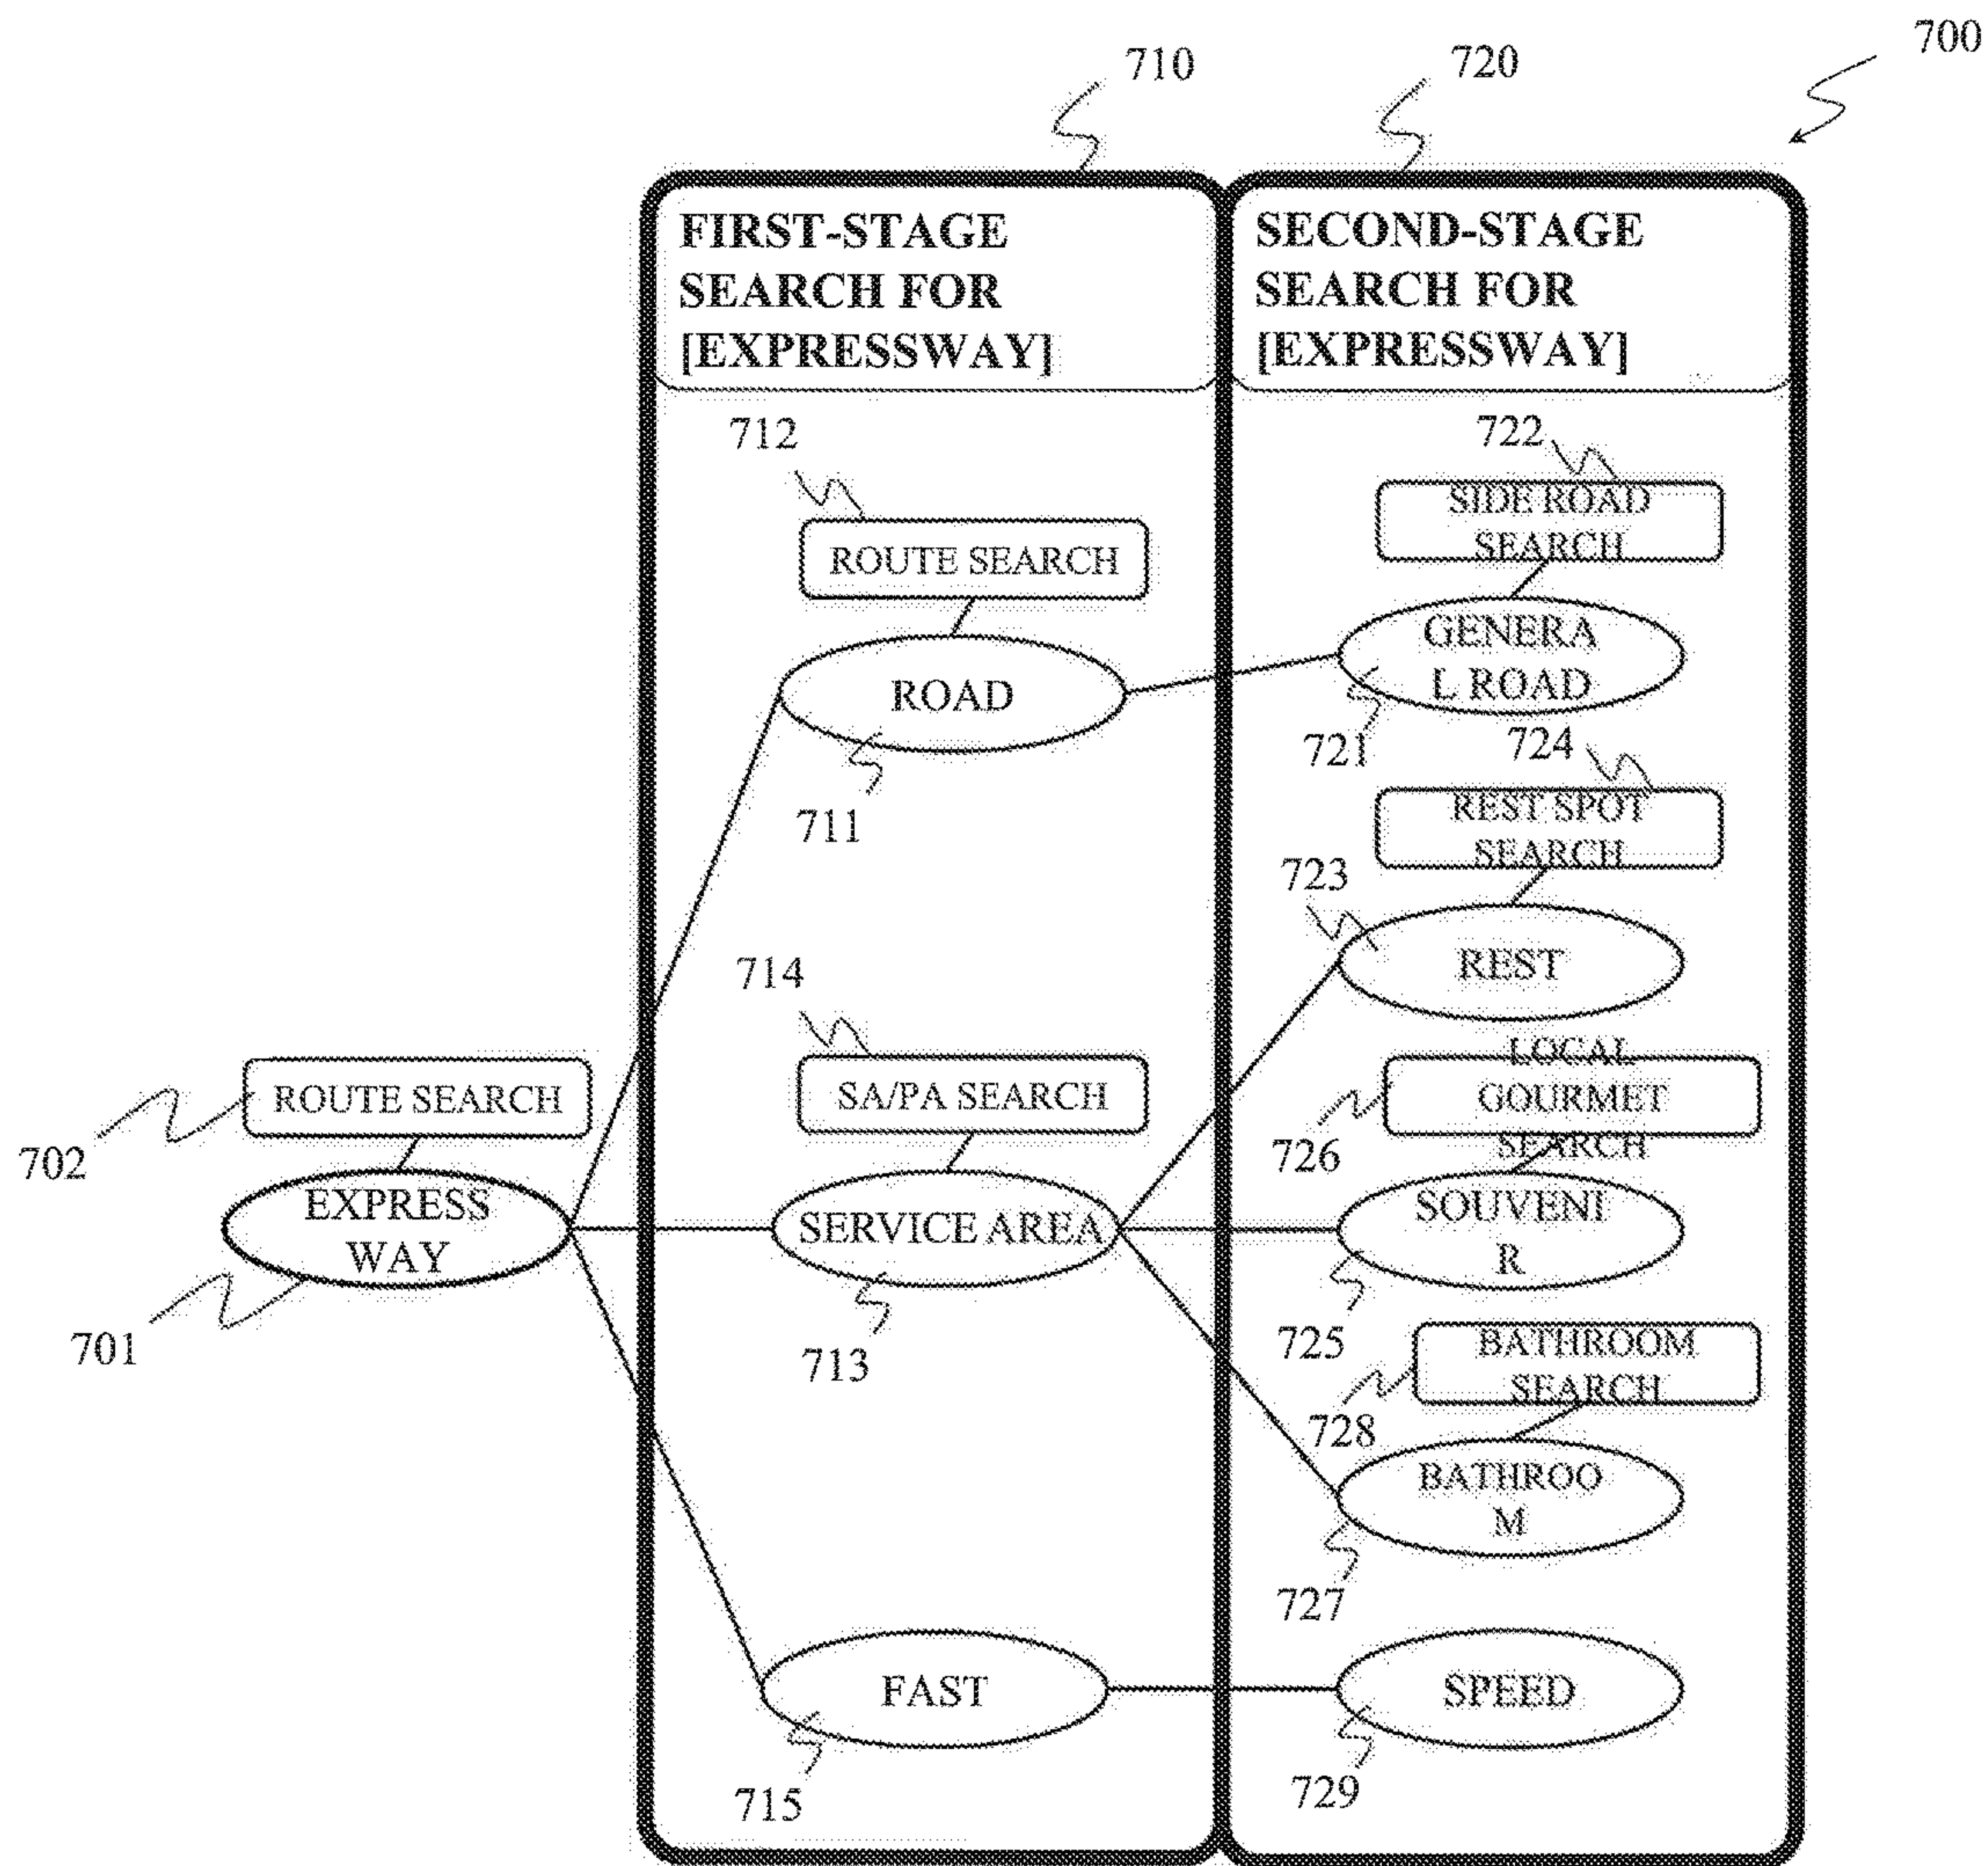 700
710
720
FIRST-STAGE
SEARCH FOR
[EXPRESSWAY]
SECOND-STAGE
SEARCH FOR
[EXPRESSWAY]
712
722
ROUTE SEARCH
SIDE ROAD
SEARCH
ROAD
GENERA
L ROAD
711
721
724
REST SPOT
SEARCH
723
REST
714
702
ROUTE SEARCH
SA/PA SEARCH
726
LOCAL
GOURMET
SEARCH
EXPRESS
WAY
SERVICE AREA
SOUVENI
R
701
713
725
BATHROOM
SEARCH
728
BATHROO
M
727
FAST
SPEED
715
729